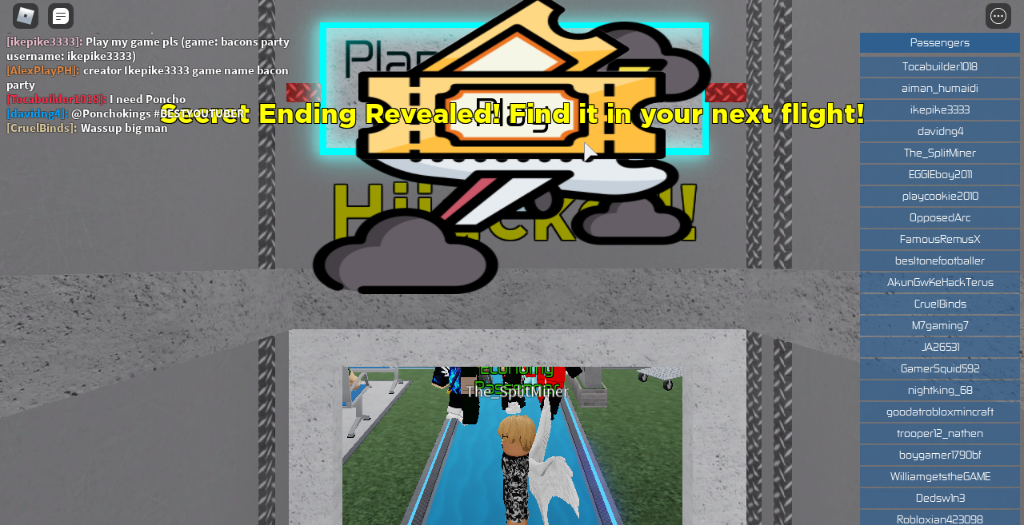 [ikepike3333]: Play my game pls (game: bacons party
username: ikepike3333)
[AlexPlayPH]: creator Ikepike3333 game name bacon
party
[Tocabuilder1018]: I need Poncho
[davidng4]: @Ponchokings #BESTYOUTUBER
[CruelBinds]: Wassup big man
Play
Secret Ending Revealed! Find it in your next flight!
Economy
Passenger
The_SplitMiner
Passengers
Tocabuilder1018
aiman_humaidi
ikepike3333
davidng4
The_SplitMiner
EGGIEboy2011
playcookie2010
OpposedArc
FamousRemusX
besltonefootballer
AkunGwKeHackTerus
CruelBinds
M7gaming7
JA26531
GamerSquid592
nightking_68
goodatrobloxmincraft
trooper12_nathen
boygamer1790bf
WilliamgetstheGAME
Dedsw1n3
Robloxian423098